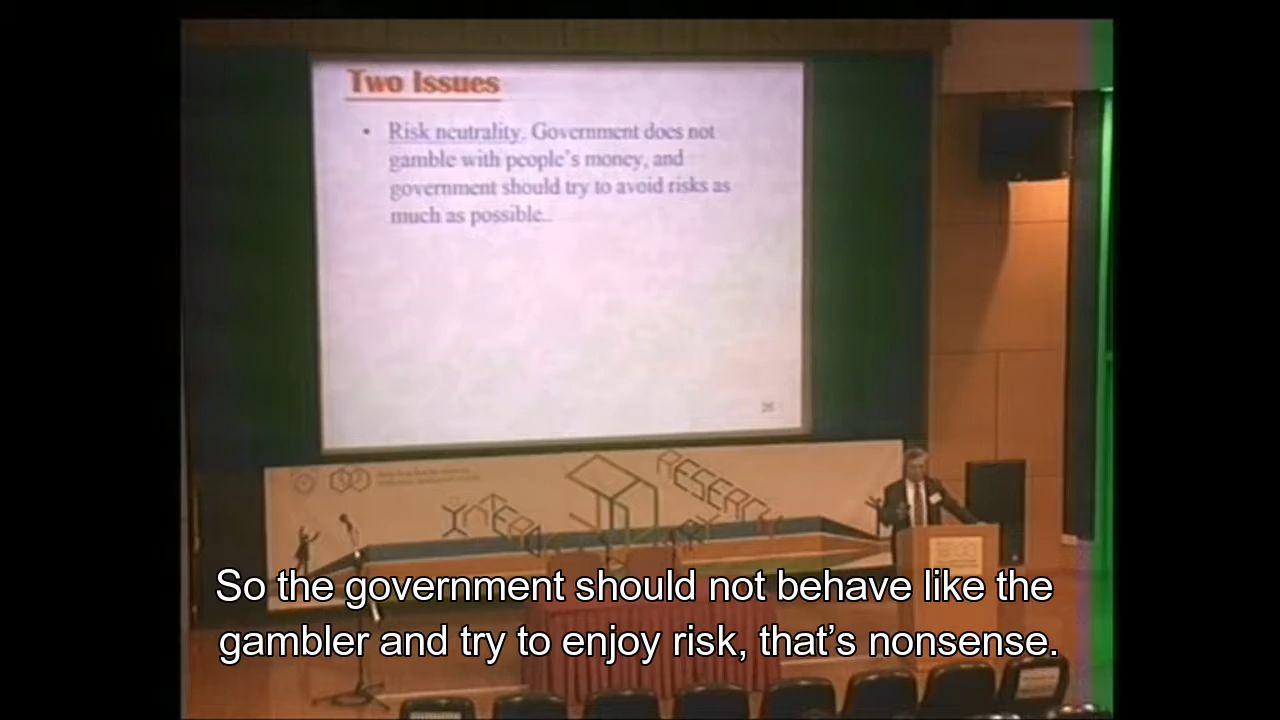 Two Issues
• Risk neutrality. Government does not
gamble with people's money, and
government should try to avoid risks as
much as possible..
26
RESEARCH
So the government should not behave like the
gambler and try to enjoy risk, that's nonsense.